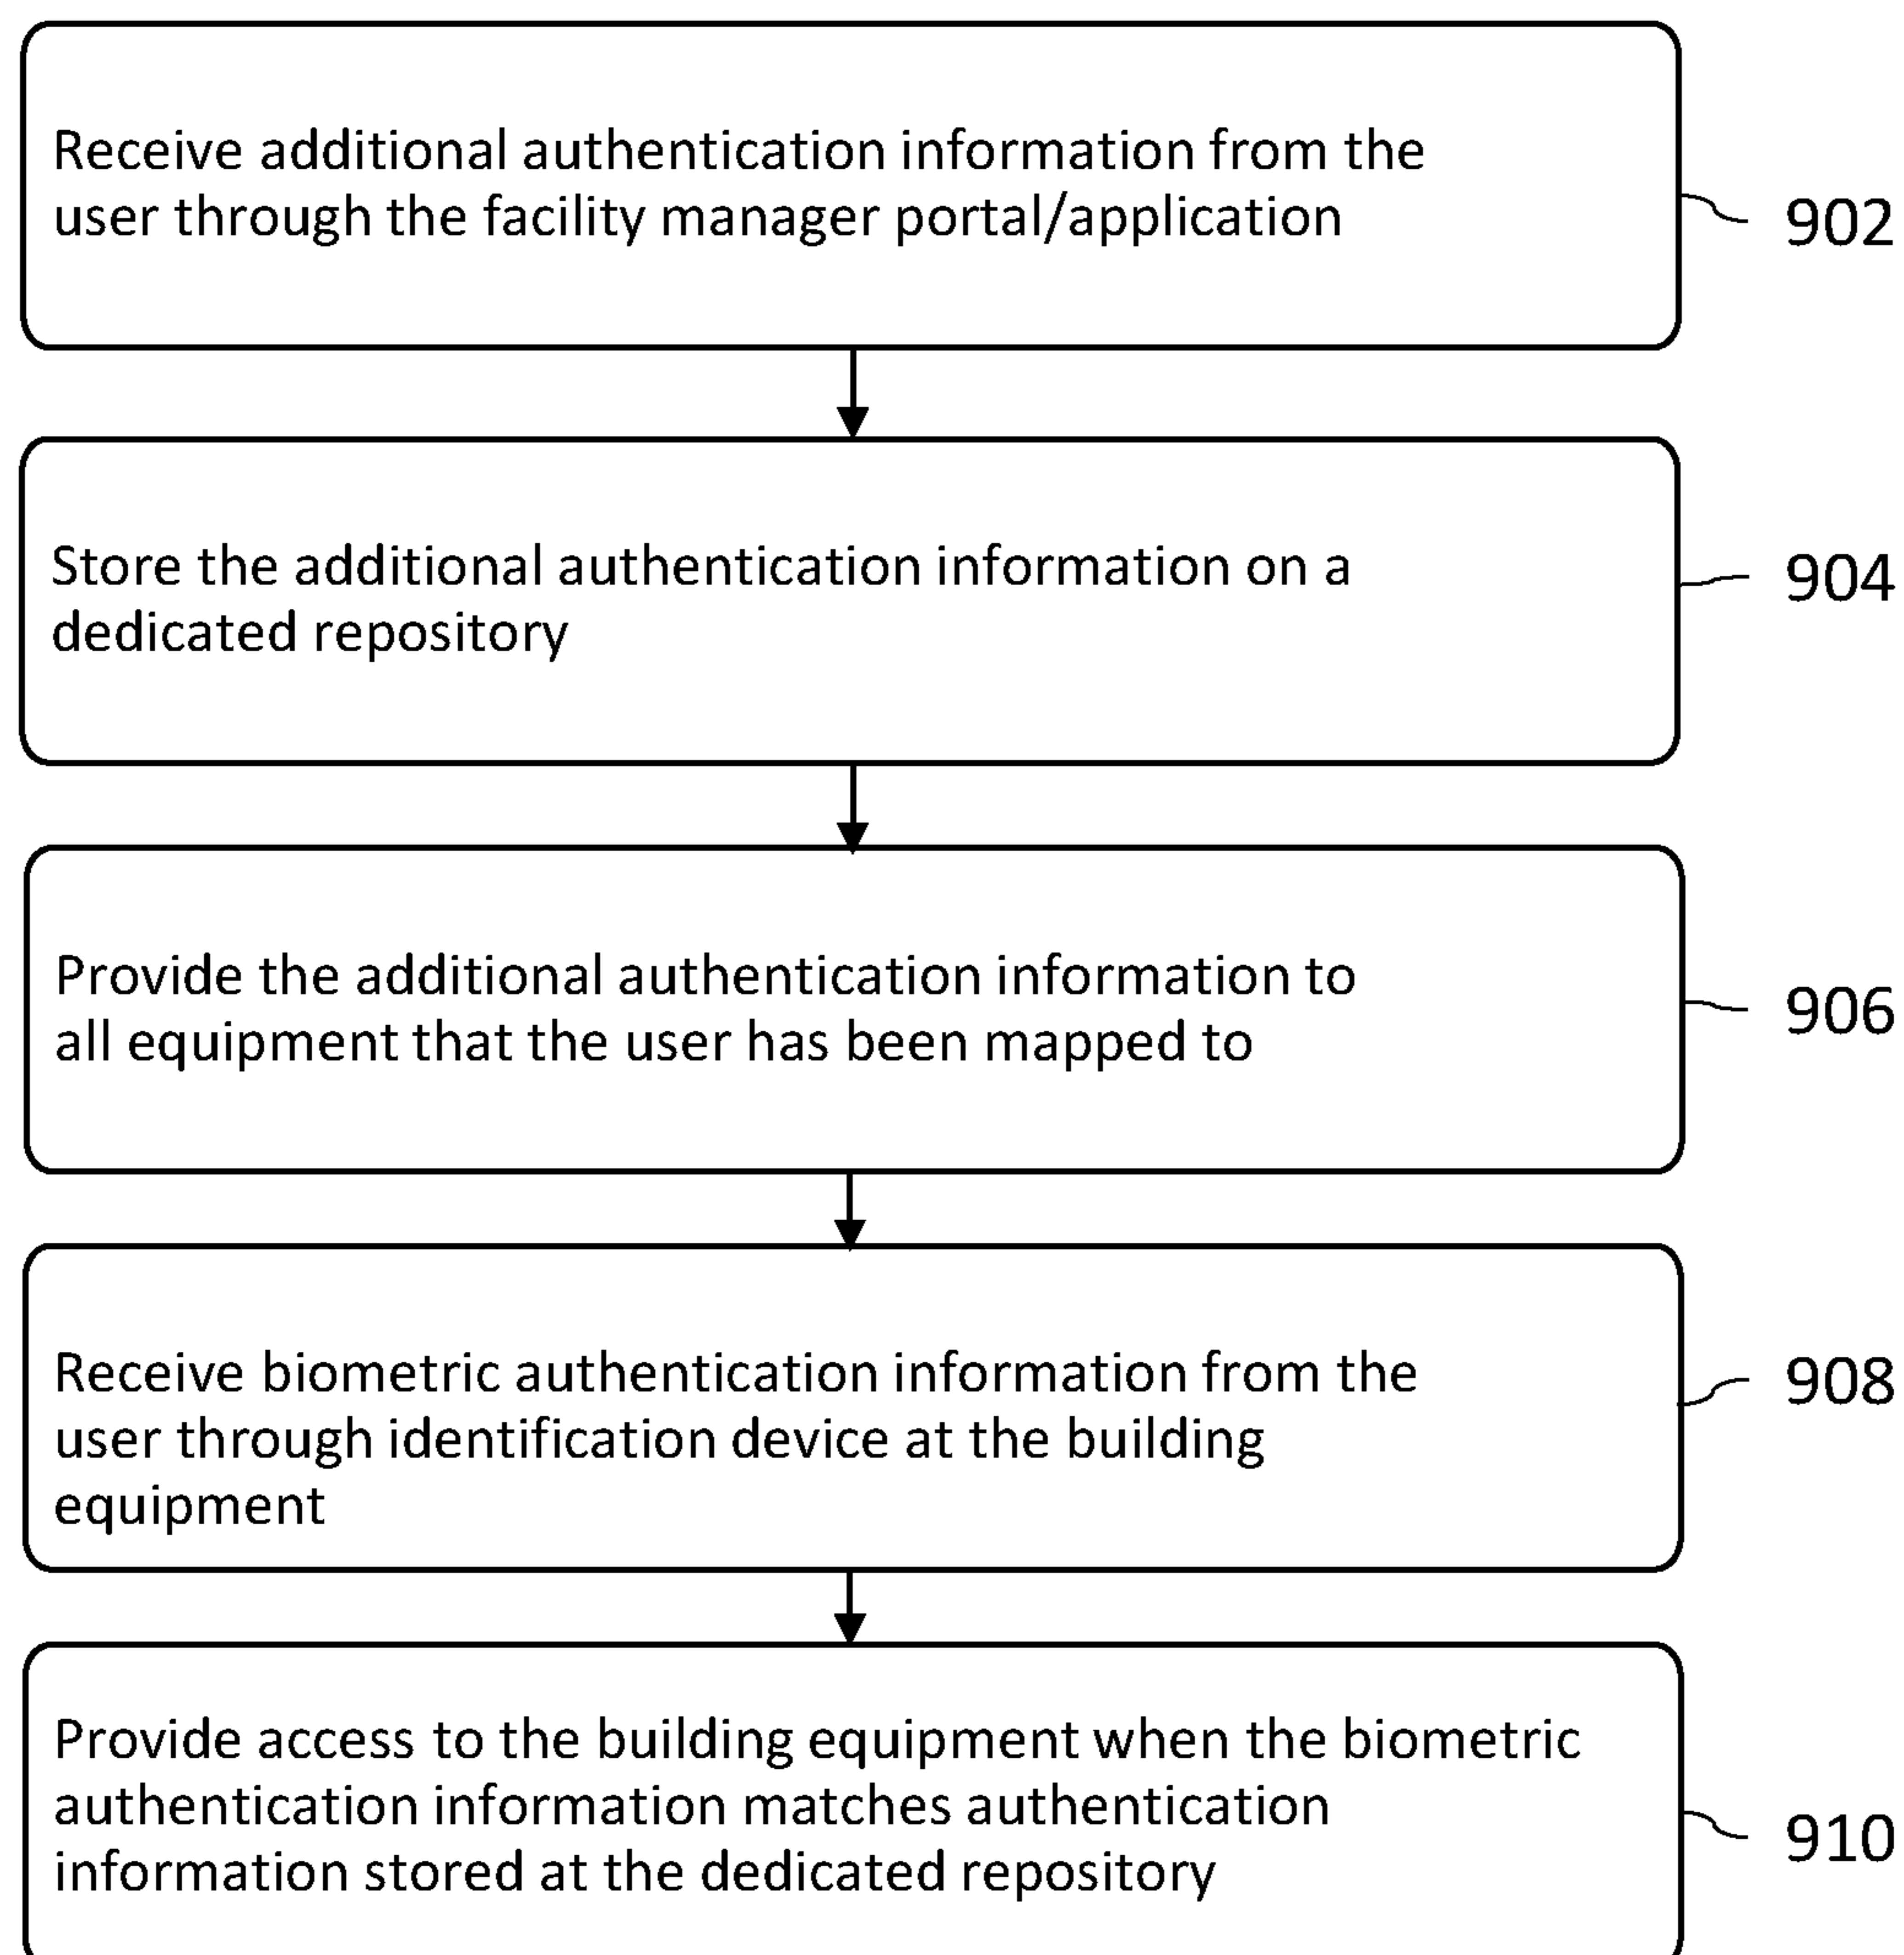 Receive additional authentication information from the
user through the facility manager portal/application
902
Store the additional authentication information on a
dedicated repository
904
Provide the additional authentication information to
all equipment that the user has been mapped to
906
Receive biometric authentication information from the
user through identification device at the building
equipment
908
Provide access to the building equipment when the biometric
authentication information matches authentication
information stored at the dedicated repository
910